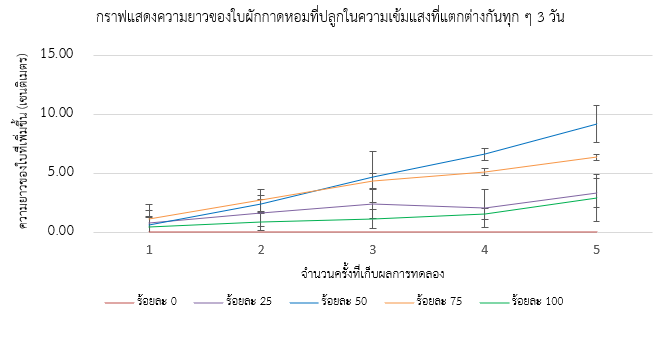 กราฟแสดงความยาวของใบผักกาดหอมที่ปลูกในความเข้มแสงที่แตกต่างกันทุก ๆ 3 วัน
ความยาวของใบที่เพิ่มขึ้น (เซนติเมตร)
15.00
10.00
5.00
0.00
1 2 3 4 5
จำนวนครั้งที่เก็บผลการทดลอง
ร้อยละ 0 ร้อยละ 25 ร้อยละ 50 ร้อยละ 75 ร้อยละ 100